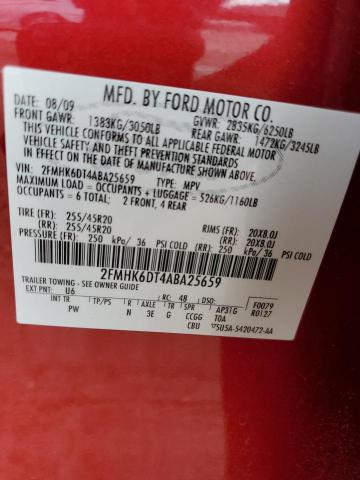 MFD. BY FORD MOTOR CO.
DATE: 08/09 GVWR: 2835KG/6250LB
FRONT GAWR: 1383KG/3050LB REAR GAWR: 1472KG/3245LB
THIS VEHICLE CONFORMS TO ALL APPLICABLE FEDERAL MOTOR
VEHICLE SAFETY AND THEFT PREVENTION STANDARDS IN EFFECT ON THE DATE OF MANUFACTURE
SHOWN ABOVE.
VIN: 2FMHK6DT4ABA25659
TYPE: MPV
MAXIMUM LOAD = OCCUPANTS + LUGGAGE = 526KG/1160LB
OCCUPANTS = 6 TOTAL; 2 FRONT, 4 REAR
TIRE (FR): 255/45R20 RIMS(FR): 20X8.0J
TIRE (RR): 255/45R20 (RR): 20X8.0J
PRESSURE (FR): 250 kPa/ 36 PSI COLD (RR): 250 kPa/ 36 PSI COLD
2FMHK6DT4ABA25659
TRAILER TOWING - SEE OWNER GUIDE
EXT PNT: U6 RC: 48 DSO: F0079
INT TR TP/PS R AXLE TR SPR AP31G R0127
PW N 3E G CCGG T0A
CBU 5U5A-5420472-AA